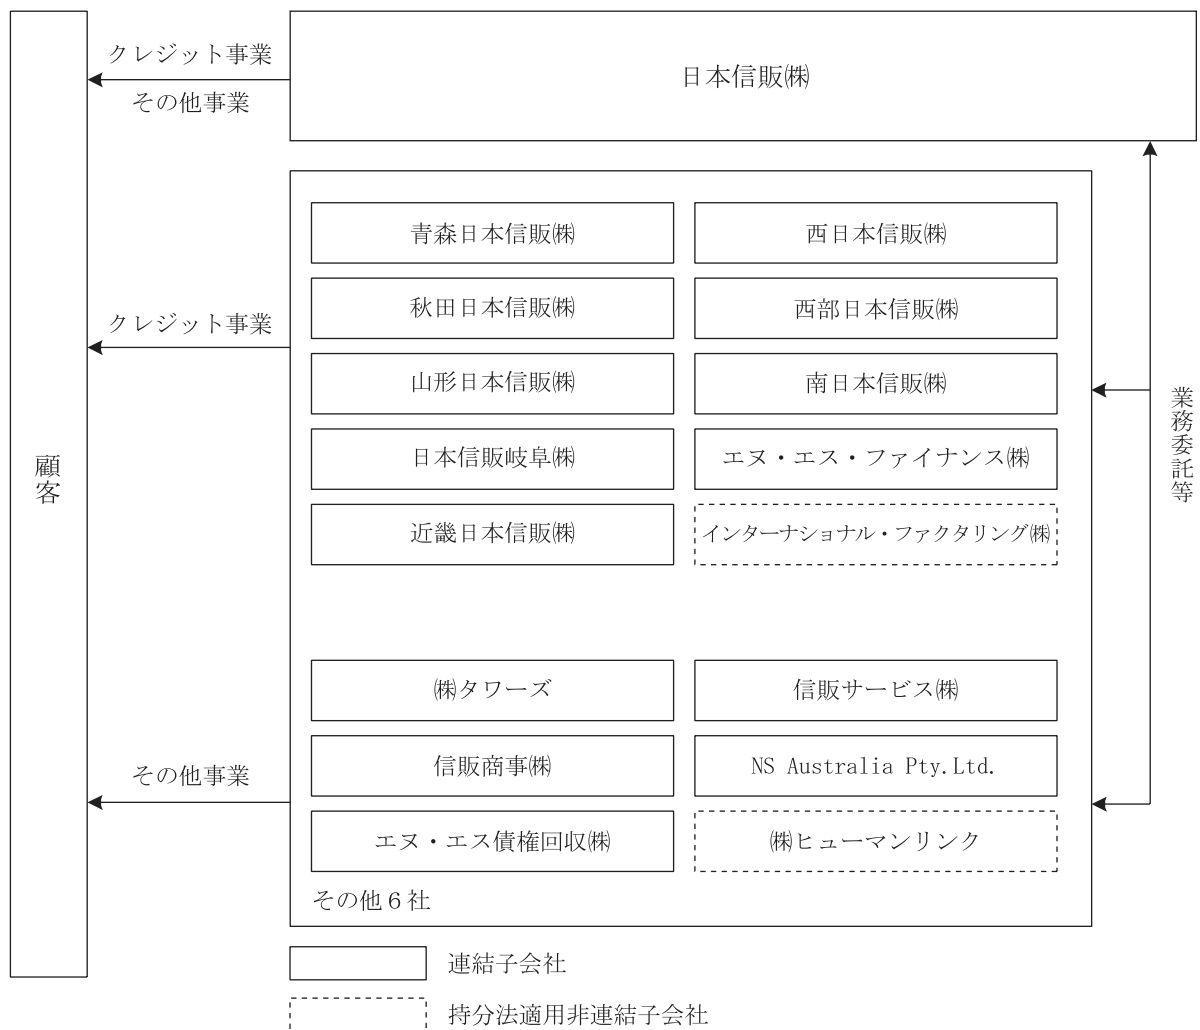 クレジット事業
その他事業
日本信販㈱
青森日本信販㈱
西日本信販㈱
秋田日本信販㈱
西部日本信販㈱
クレジット事業
山形日本信販㈱
南日本信販㈱
業務委託等
日本信販岐阜㈱
エヌ・エス・ファイナンス㈱
顧客
近畿日本信販㈱
インターナショナル・ファクタリング㈱
㈱タワーズ
信販サービス㈱
その他事業
信販商事㈱
NS Australia Pty.Ltd.
エヌ・エス債権回収㈱
㈱ヒューマンリンク
その他６社
連結子会社
持分法適用非連結子会社